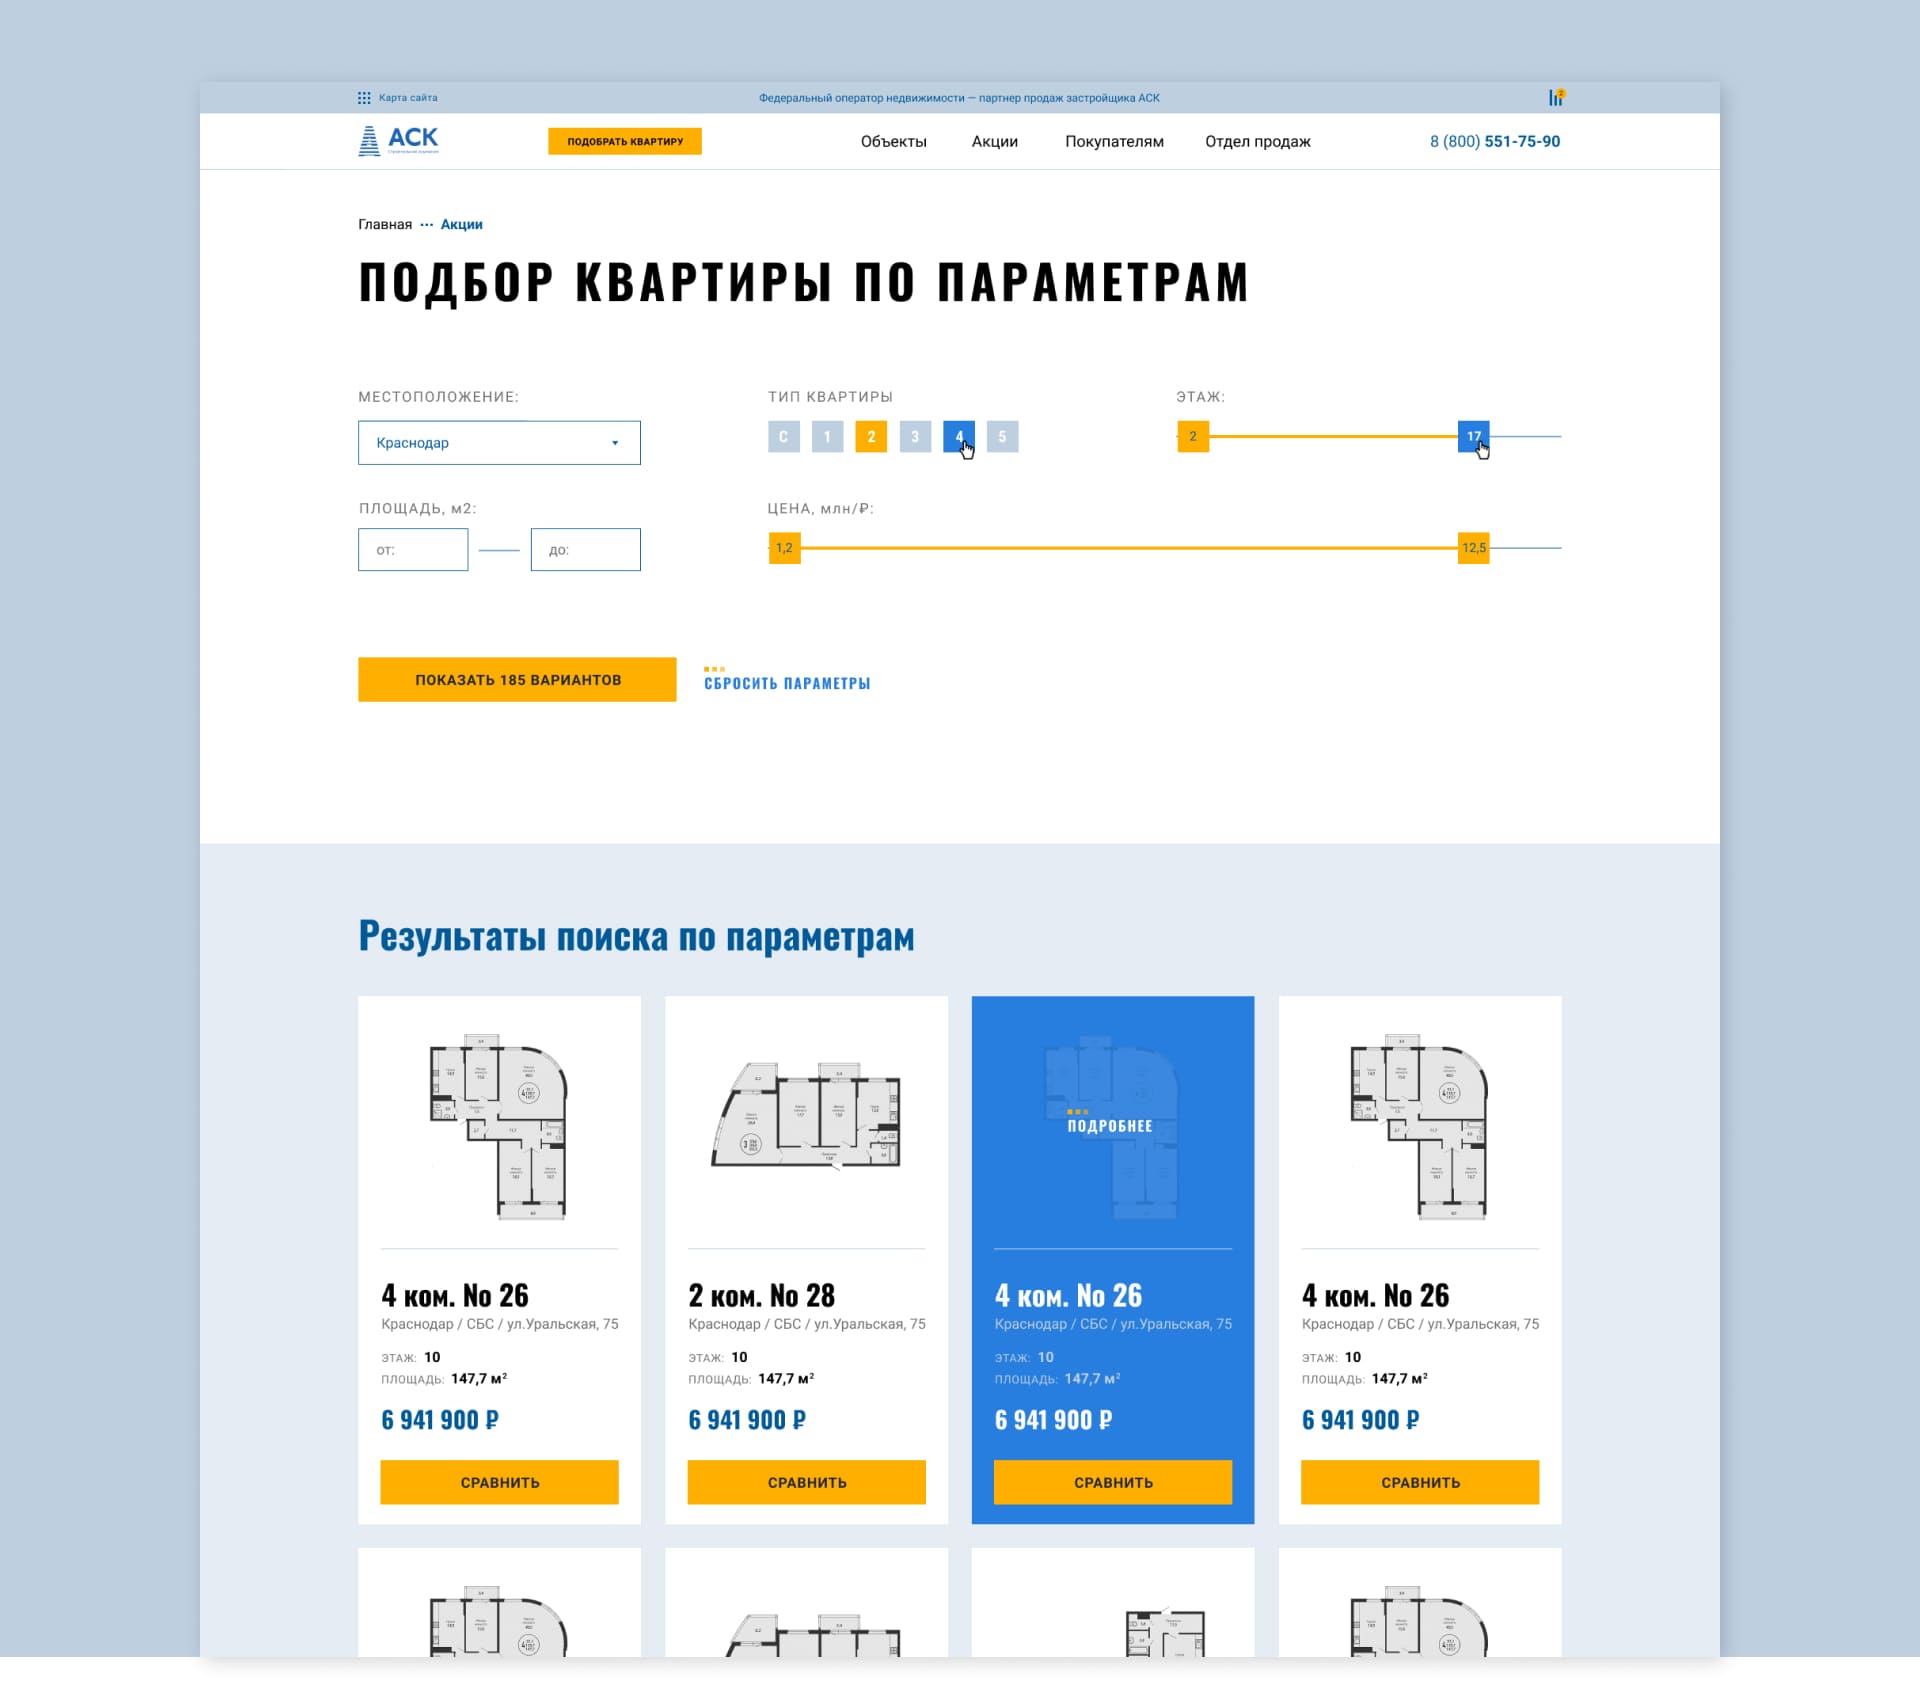 Карта сайта
Федеральный оператор недвижимости — партнер продаж застройщика АСК
2
АСК
ПОДОБРАТЬ КВАРТИРУ
Объекты
Акции
Покупателям
Отдел продаж
8 (800) 551-75-90
Главная ··· Акции
ПОДБОР КВАРТИРЫ ПО ПАРАМЕТРАМ
МЕСТОПОЛОЖЕНИЕ:
Краснодар
ТИП КВАРТИРЫ
С 1 2 3 4 5
ЭТАЖ:
2 17
ПЛОЩАДЬ, м2:
от: до:
ЦЕНА, млн/₽:
1,2 12,5
ПОКАЗАТЬ 185 ВАРИАНТОВ
СБРОСИТЬ ПАРАМЕТРЫ
Результаты поиска по параметрам
4 ком. No 26
Краснодар / СБС / ул.Уральская, 75
ЭТАЖ: 10
ПЛОЩАДЬ: 147,7 м²
6 941 900 ₽
СРАВНИТЬ
2 ком. No 28
Краснодар / СБС / ул.Уральская, 75
ЭТАЖ: 10
ПЛОЩАДЬ: 147,7 м²
6 941 900 ₽
СРАВНИТЬ
ПОДРОБНЕЕ
4 ком. No 26
Краснодар / СБС / ул.Уральская, 75
ЭТАЖ: 10
ПЛОЩАДЬ: 147,7 м²
6 941 900 ₽
СРАВНИТЬ
4 ком. No 26
Краснодар / СБС / ул.Уральская, 75
ЭТАЖ: 10
ПЛОЩАДЬ: 147,7 м²
6 941 900 ₽
СРАВНИТЬ